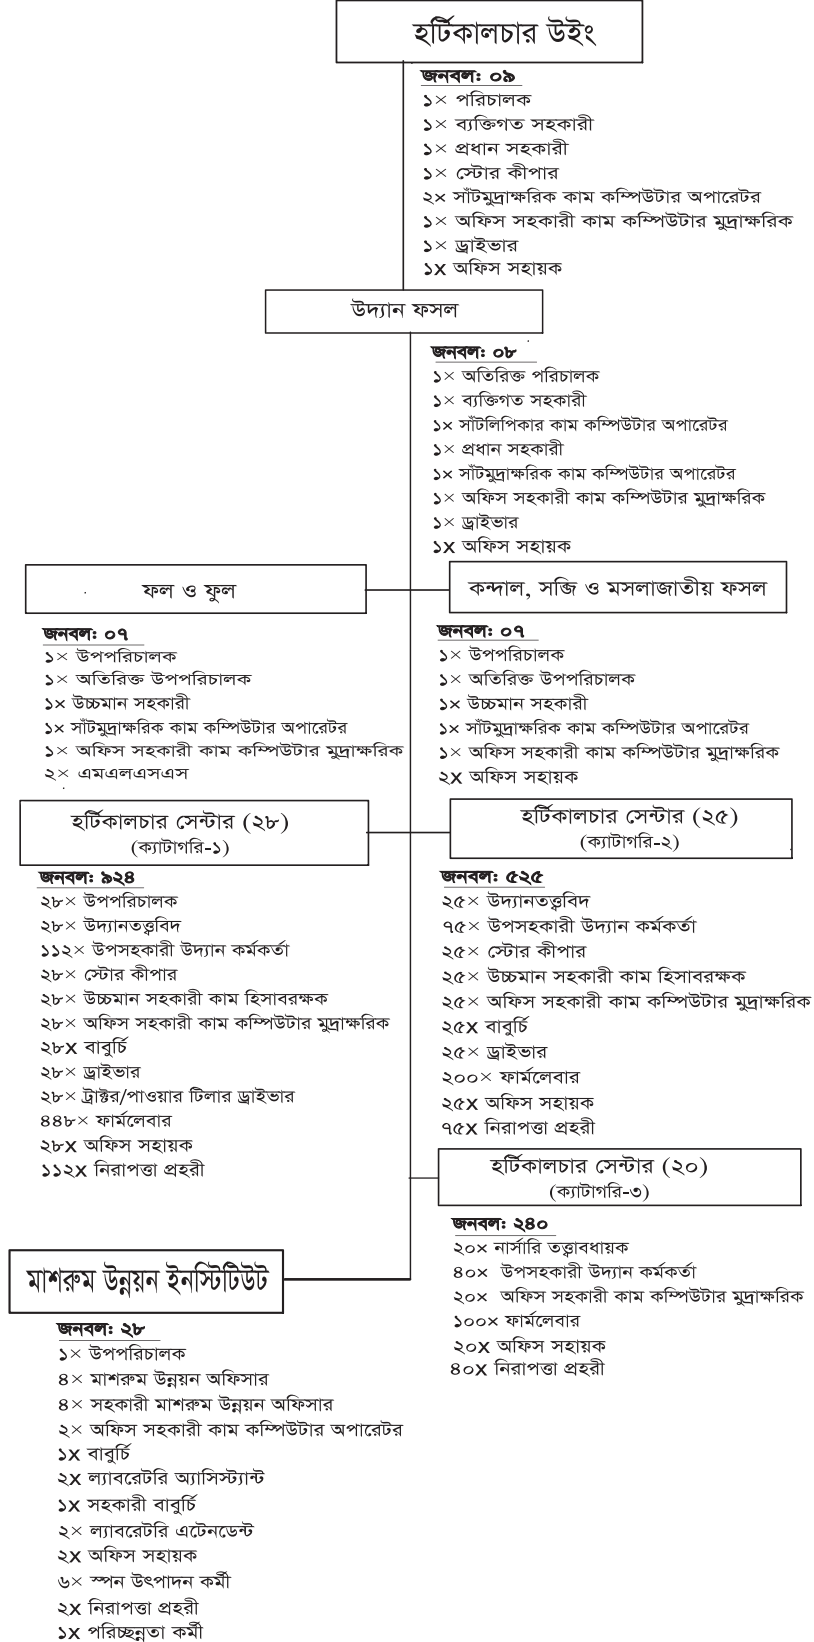 হর্টিকালচার উইং
জনবল: ০৯
১× পরিচালক
১× ব্যক্তিগত সহকারী
১× প্রধান সহকারী
১× স্টোর কীপার
২x সাঁটমুদ্রাক্ষরিক কাম কম্পিউটার অপারেটর
১× অফিস সহকারী কাম কম্পিউটার মুদ্রাক্ষরিক
১× ড্রাইভার
১X অফিস সহায়ক
উদ্যান ফসল
জনবল: ০৮
১× অতিরিক্ত পরিচালক
১× ব্যক্তিগত সহকারী
১x সাঁটলিপিকার কাম কম্পিউটার অপারেটর
১× প্রধান সহকারী
১x সাঁটমুদ্রাক্ষরিক কাম কম্পিউটার অপারেটর
১× অফিস সহকারী কাম কম্পিউটার মুদ্রাক্ষরিক
১× ড্রাইভার
১X অফিস সহায়ক
ফল ও ফুল
জনবল: ০৭
১× উপপরিচালক
১× অতিরিক্ত উপপরিচালক
১x উচ্চমান সহকারী
১x সাঁটমুদ্রাক্ষরিক কাম কম্পিউটার অপারেটর
১× অফিস সহকারী কাম কম্পিউটার মুদ্রাক্ষরিক
২× এমএলএসএস
কন্দাল, সব্জি ও মসলাজাতীয় ফসল
জনবল: ০৭
১× উপপরিচালক
১× অতিরিক্ত উপপরিচালক
১x উচ্চমান সহকারী
১x সাঁটমুদ্রাক্ষরিক কাম কম্পিউটার অপারেটর
১× অফিস সহকারী কাম কম্পিউটার মুদ্রাক্ষরিক
২X অফিস সহায়ক
হর্টিকালচার সেন্টার (২৮)
(ক্যাটাগরি-১)
জনবল: ৯২৪
২৮× উপপরিচালক
২৮× উদ্যানতত্ত্ববিদ
১১২× উপসহকারী উদ্যান কর্মকর্তা
২৮× স্টোর কীপার
২৮× উচ্চমান সহকারী কাম হিসাবরক্ষক
২৮× অফিস সহকারী কাম কম্পিউটার মুদ্রাক্ষরিক
২৮X বাবুর্চি
২৮× ড্রাইভার
২৮× ট্রাক্টর/পাওয়ার টিলার ড্রাইভার
৪৪৮× ফার্মলেবার
২৮X অফিস সহায়ক
১১২X নিরাপত্তা প্রহরী
হর্টিকালচার সেন্টার (২৫)
(ক্যাটাগরি-২)
জনবল: ৫২৫
২৫× উদ্যানতত্ত্ববিদ
৭৫× উপসহকারী উদ্যান কর্মকর্তা
২৫× স্টোর কীপার
২৫× উচ্চমান সহকারী কাম হিসাবরক্ষক
২৫× অফিস সহকারী কাম কম্পিউটার মুদ্রাক্ষরিক
২৫X বাবুর্চি
২৫× ড্রাইভার
২০০× ফার্মলেবার
২৫X অফিস সহায়ক
৭৫X নিরাপত্তা প্রহরী
হর্টিকালচার সেন্টার (২০)
(ক্যাটাগরি-৩)
জনবল: ২৪০
২০x নার্সারি তত্ত্বাবধায়ক
৪০x উপসহকারী উদ্যান কর্মকর্তা
২০x অফিস সহকারী কাম কম্পিউটার মুদ্রাক্ষরিক
১০০x ফার্মলেবার
২০X অফিস সহায়ক
৪০X নিরাপত্তা প্রহরী
মাশরুম উন্নয়ন ইনস্টিটিউট
জনবল: ২৮
১× উপপরিচালক
৪× মাশরুম উন্নয়ন অফিসার
৪× সহকারী মাশরুম উন্নয়ন অফিসার
২× অফিস সহকারী কাম কম্পিউটার অপারেটর
১X বাবুর্চি
২X ল্যাবরেটরি অ্যাসিস্ট্যান্ট
১X সহকারী বাবুর্চি
২× ল্যাবরেটরি এটেনডেন্ট
২X অফিস সহায়ক
৬× স্পন উৎপাদন কর্মী
২X নিরাপত্তা প্রহরী
১X পরিচ্ছন্নতা কর্মী